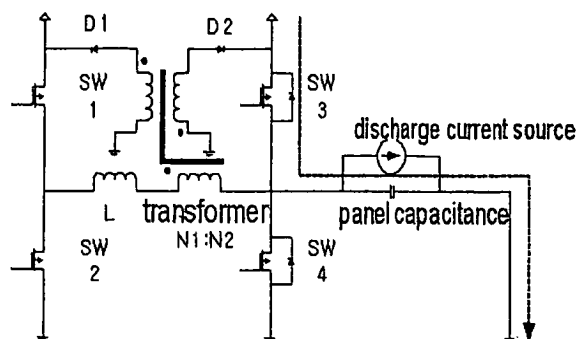 D1
D2
SW
1
SW
3
discharge current source
L
transformer
N1:N2
panel capacitance
SW
2
SW
4